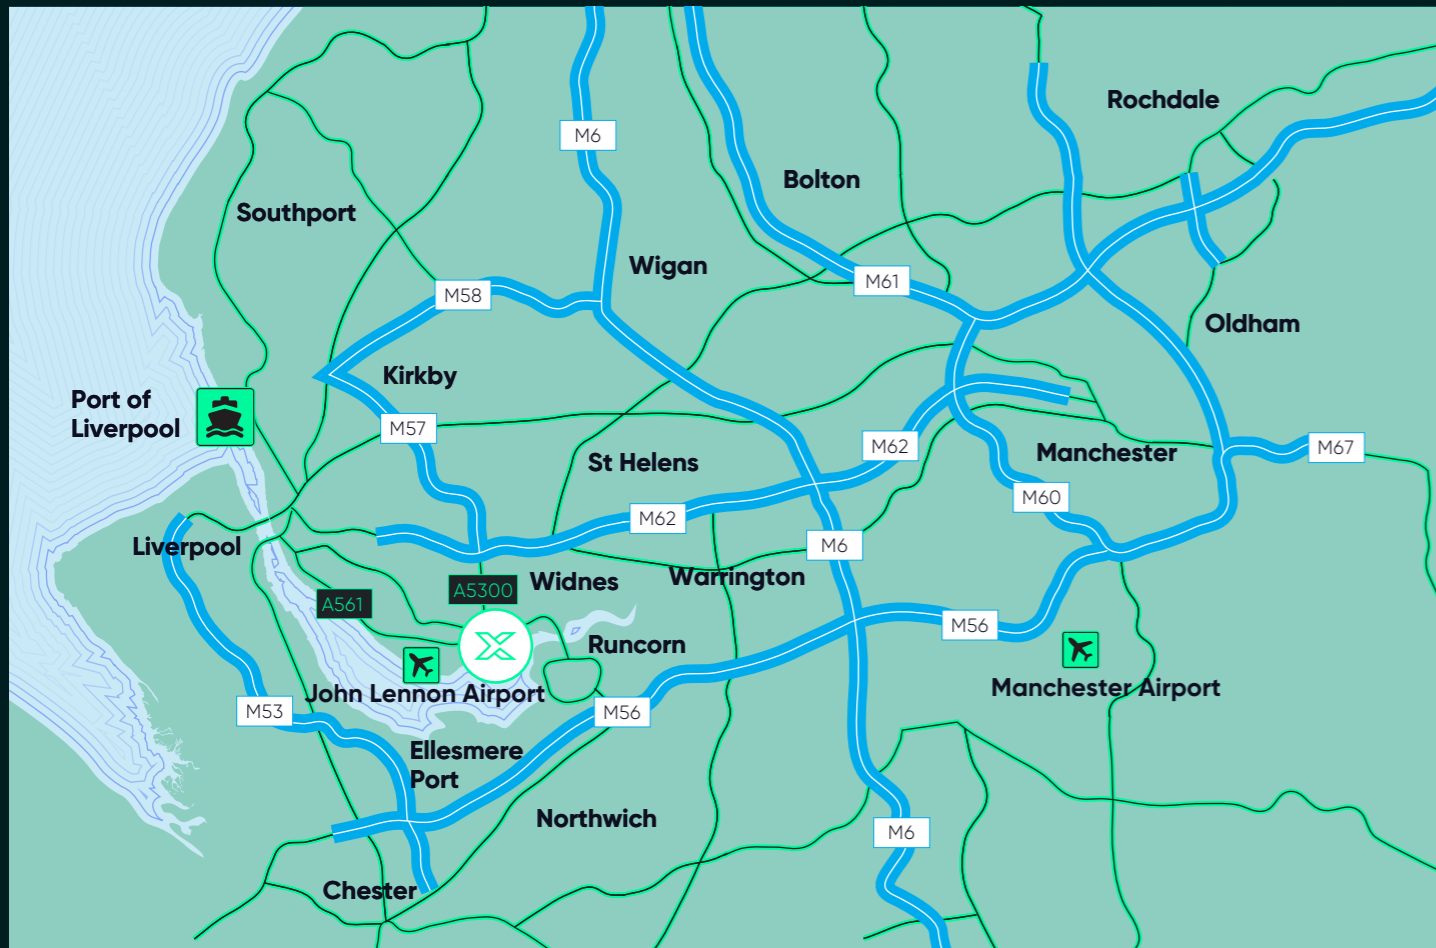 Rochdale
M6
Bolton
Southport
Wigan
M61
M58
Oldham
Kirkby
Port of
Liverpool
M57
M62
Manchester
M67
St Helens
M60
M62
M6
Liverpool
Widnes
Warrington
A5300
A561
M56
Runcorn
John Lennon Airport
Manchester Airport
M53
M56
Ellesmere
Port
Northwich
M6
Chester